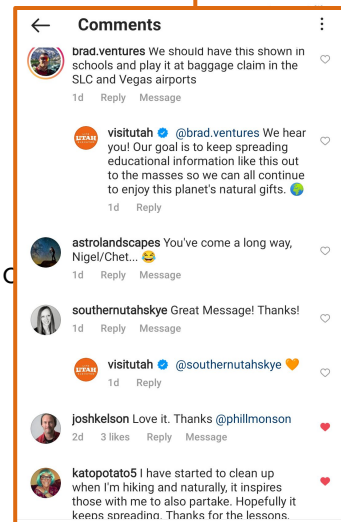 Comments
brad.ventures We should have this shown in
schools and play it at baggage claim in the
SLC and Vegas airports
1d Reply Message
visitutah @brad.ventures We hear
you! Our goal is to keep spreading
educational information like this out
to the masses so we can all continue
to enjoy this planet's natural gifts. 🌏
1d Reply
astrolandscapes You've come a long way,
Nigel/Chet... 😂
1d Reply Message
southernutahskye Great Message! Thanks!
1d Reply Message
visitutah @southernutahskye 🧡
1d Reply
joshkelson Love it. Thanks @phillmonson
2d 3 likes Reply Message
katopotato5 I have started to clean up
when I'm hiking and naturally, it inspires
those with me to also partake. Hopefully it
keeps spreading. Thanks for the lessons.
UTAH
UTAH